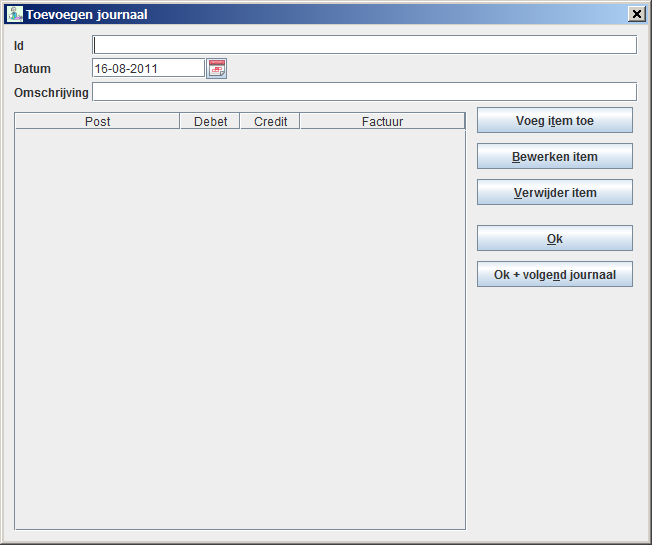 Toevoegen journaal
Id
Datum 16-08-2011
Omschrijving
Post Debet Credit Factuur
Voeg item toe
Bewerken item
Verwijder item
Ok
Ok + volgend journaal